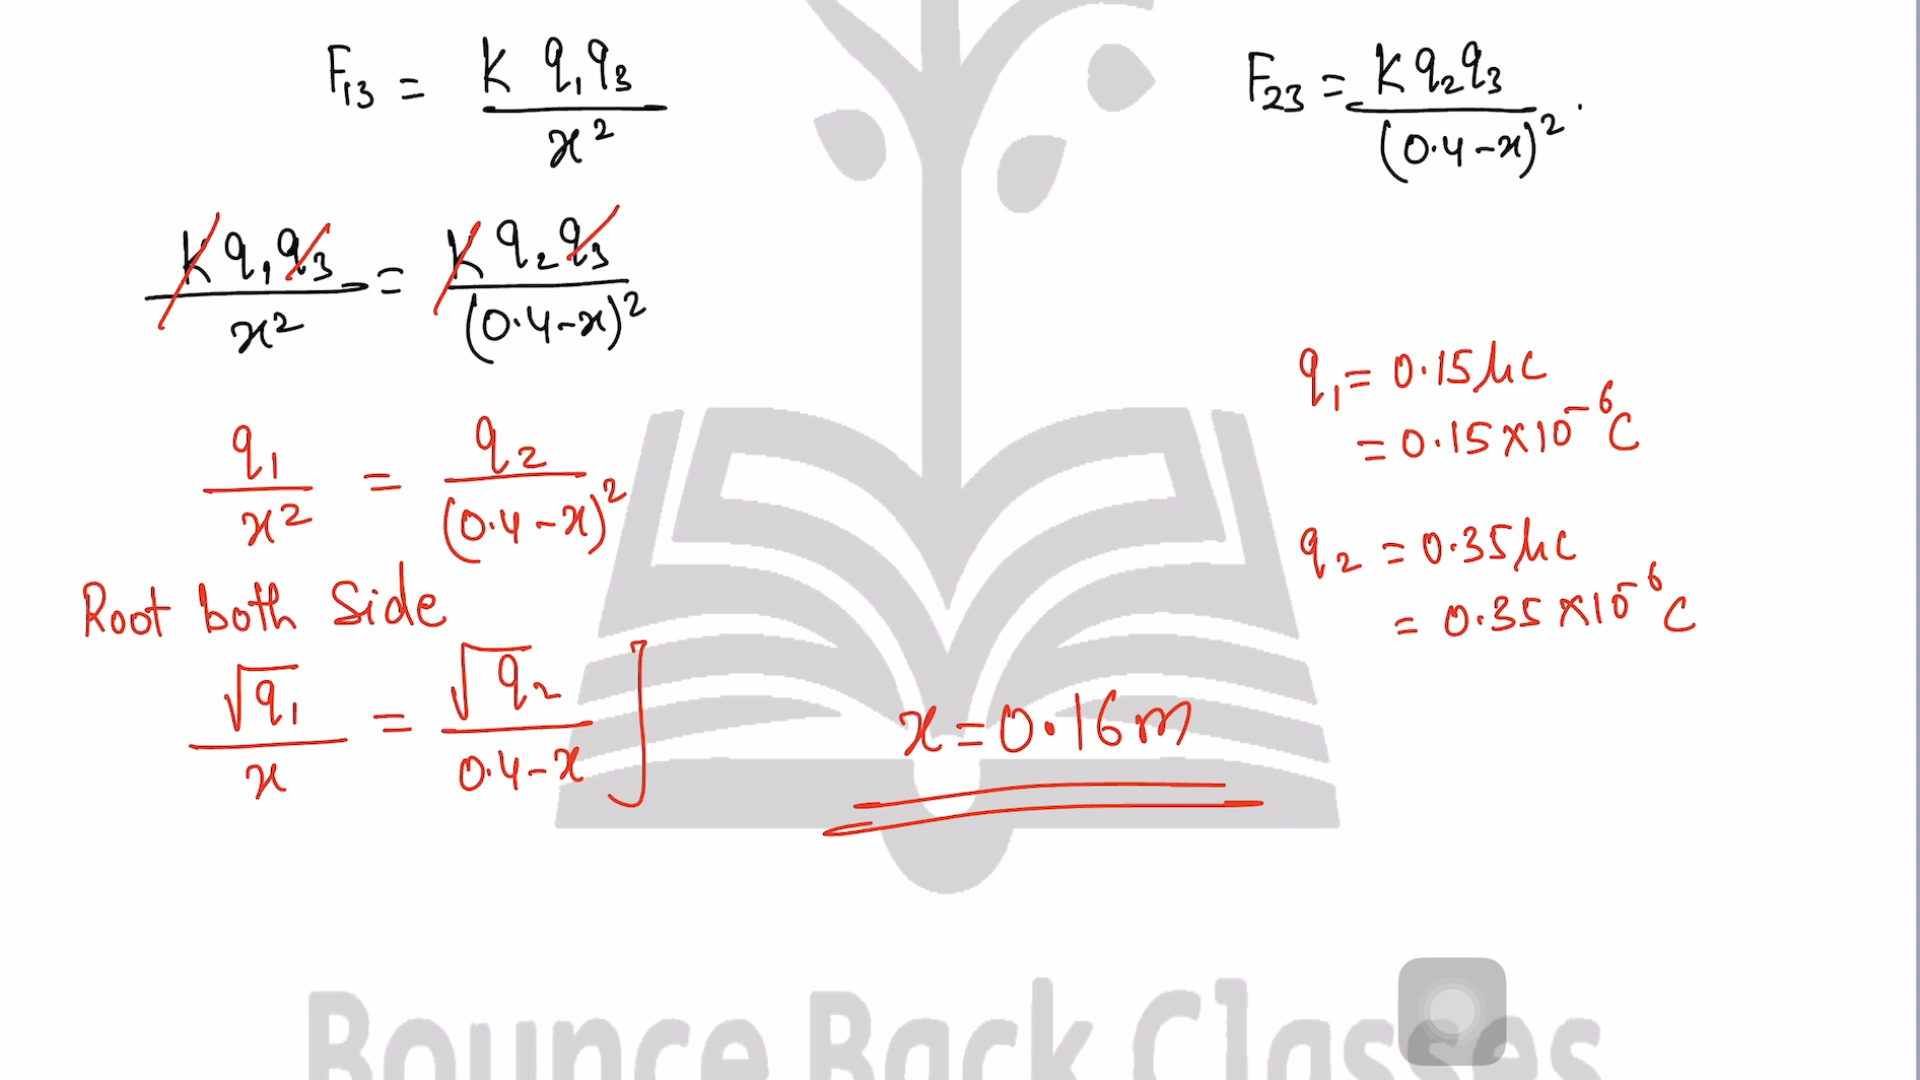 F₁₃ = K q₁q₃ / x²
F₂₃ = K q₂q₃ / (0.4-x)² .
K q₁q₃ / x² = K q₂q₃ / (0.4-x)²
q₁ / x² = q₂ / (0.4-x)²
Root both Side
√q₁ / x = √q₂ / 0.4-x
x = 0.16 m
q₁ = 0.15 μC
= 0.15 × 10⁻⁶ C
q₂ = 0.35 μC
= 0.35 × 10⁻⁶ C
Bounce Back Classes